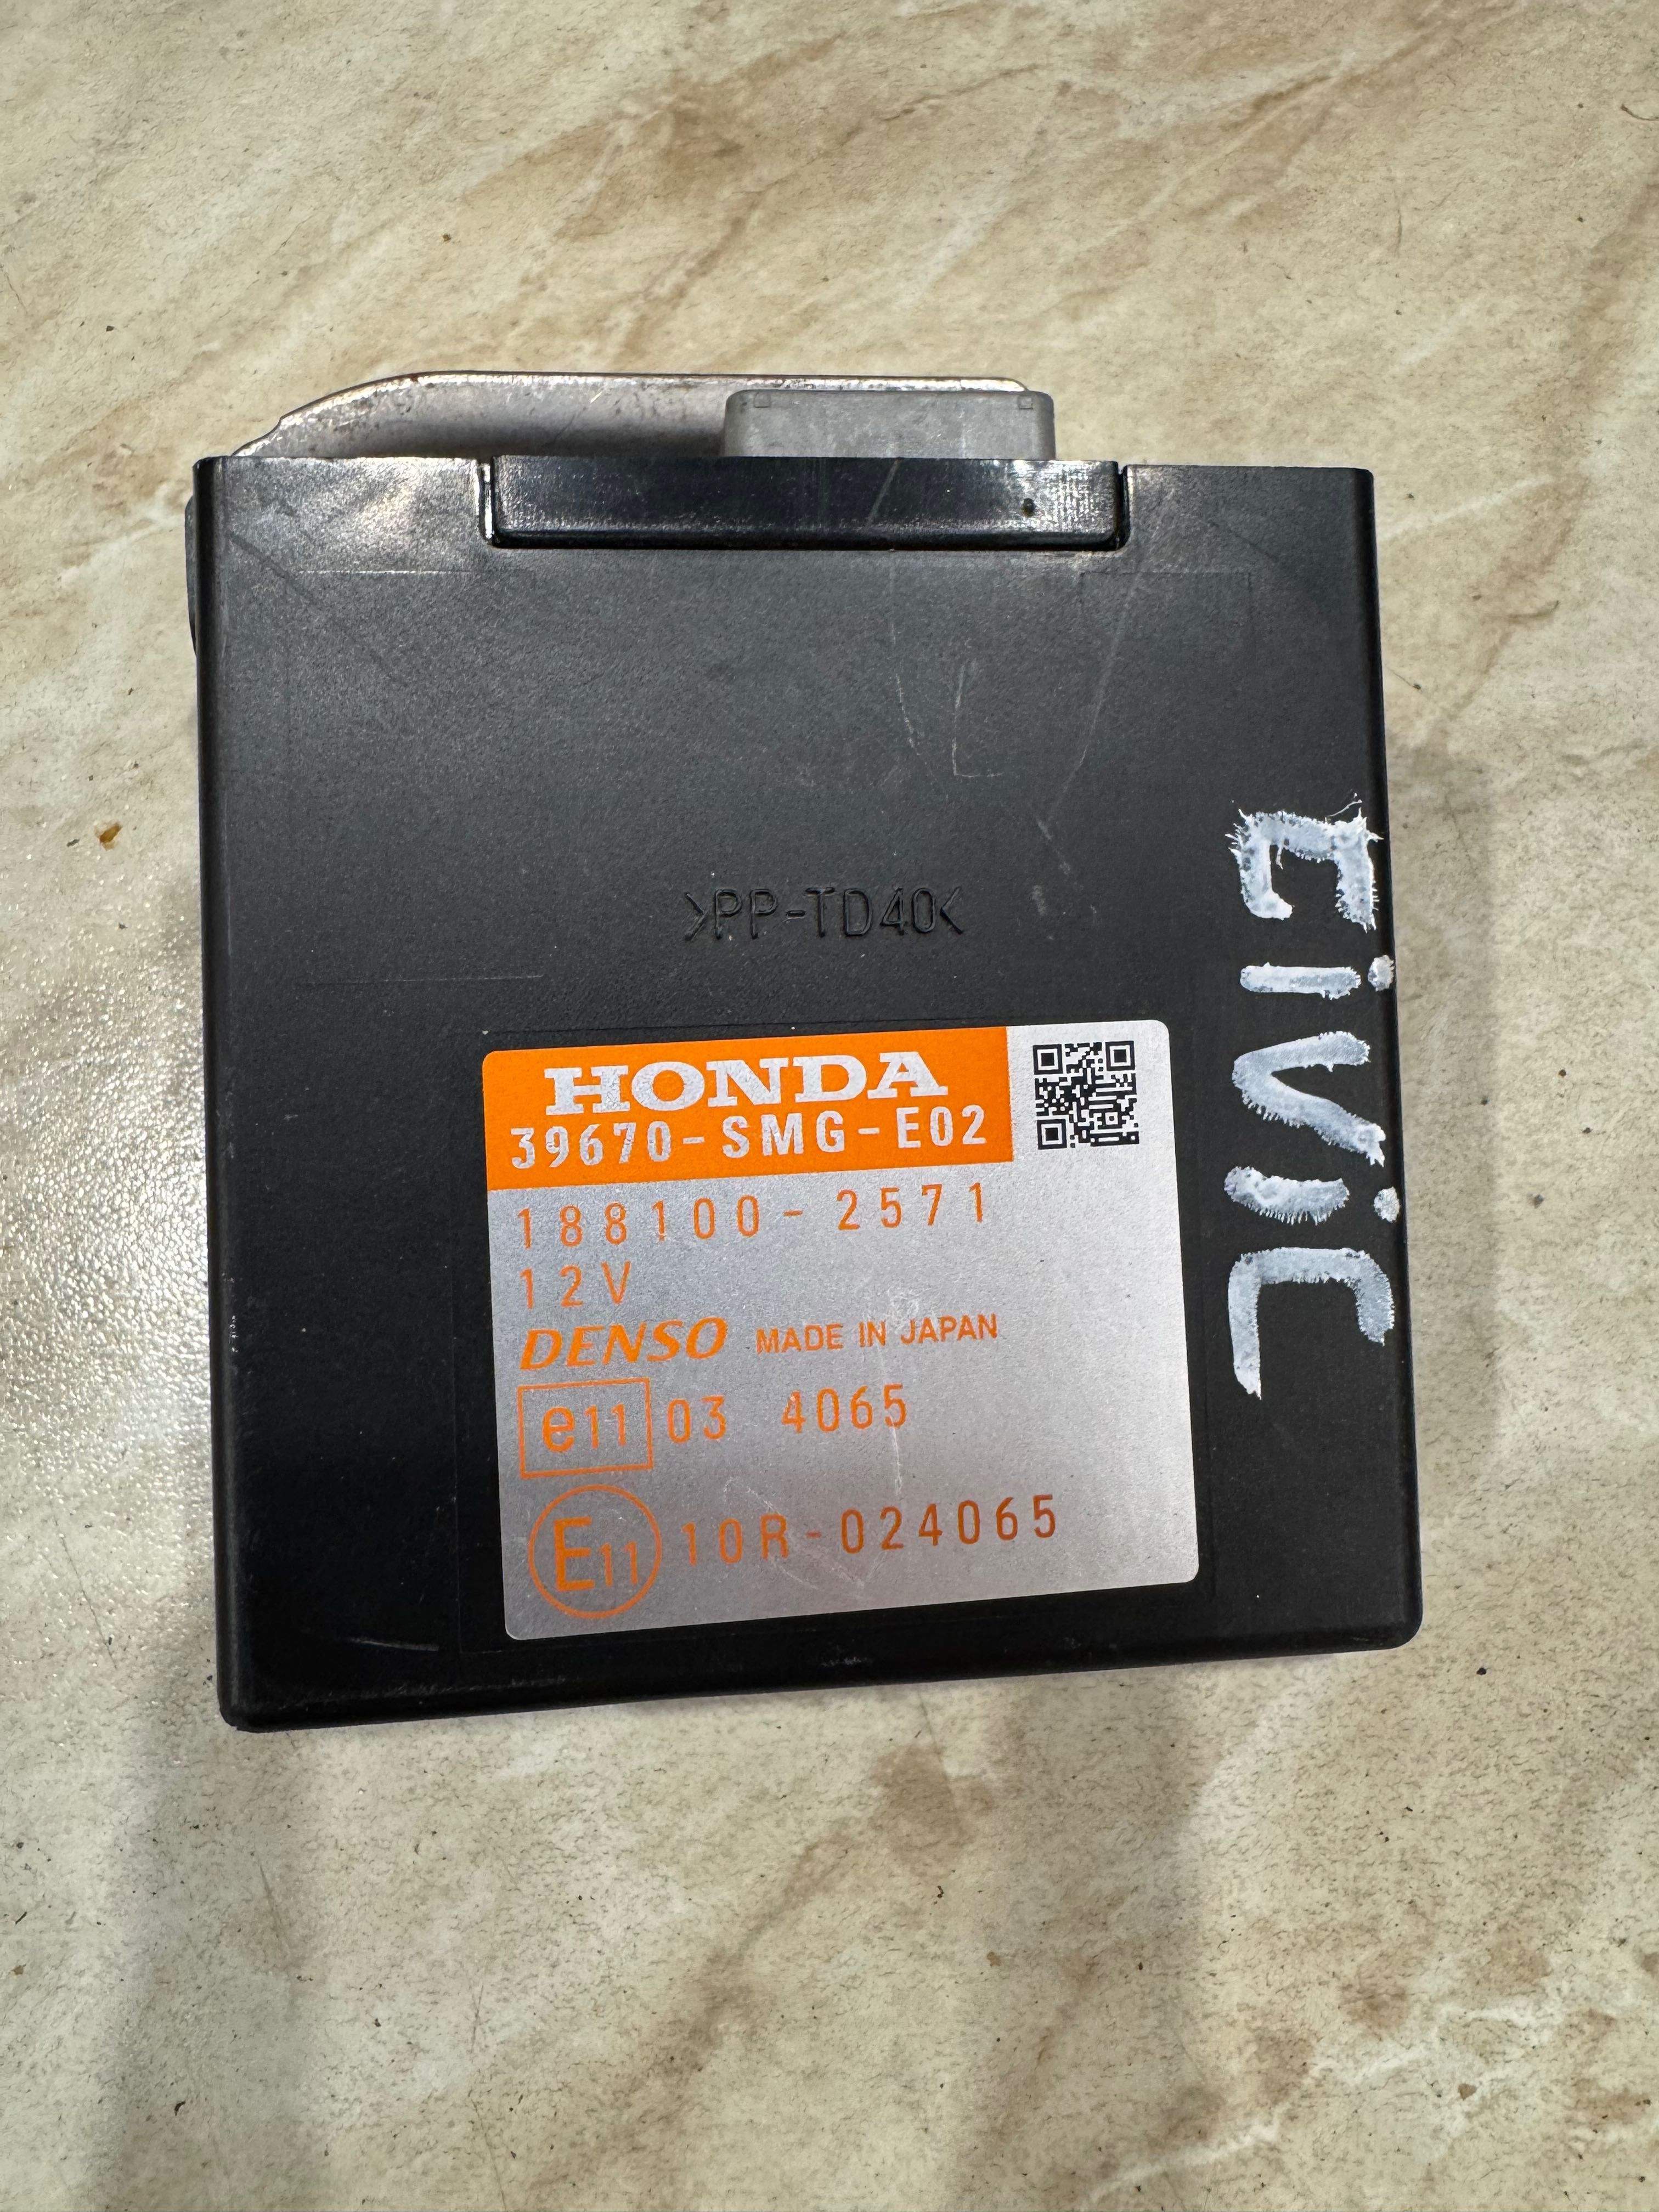 >PP-TD40<
HONDA
39670-SMG-E02
188100-2571
12V
DENSO MADE IN JAPAN
e11 03 4065
E11 10R-024065
CiViC